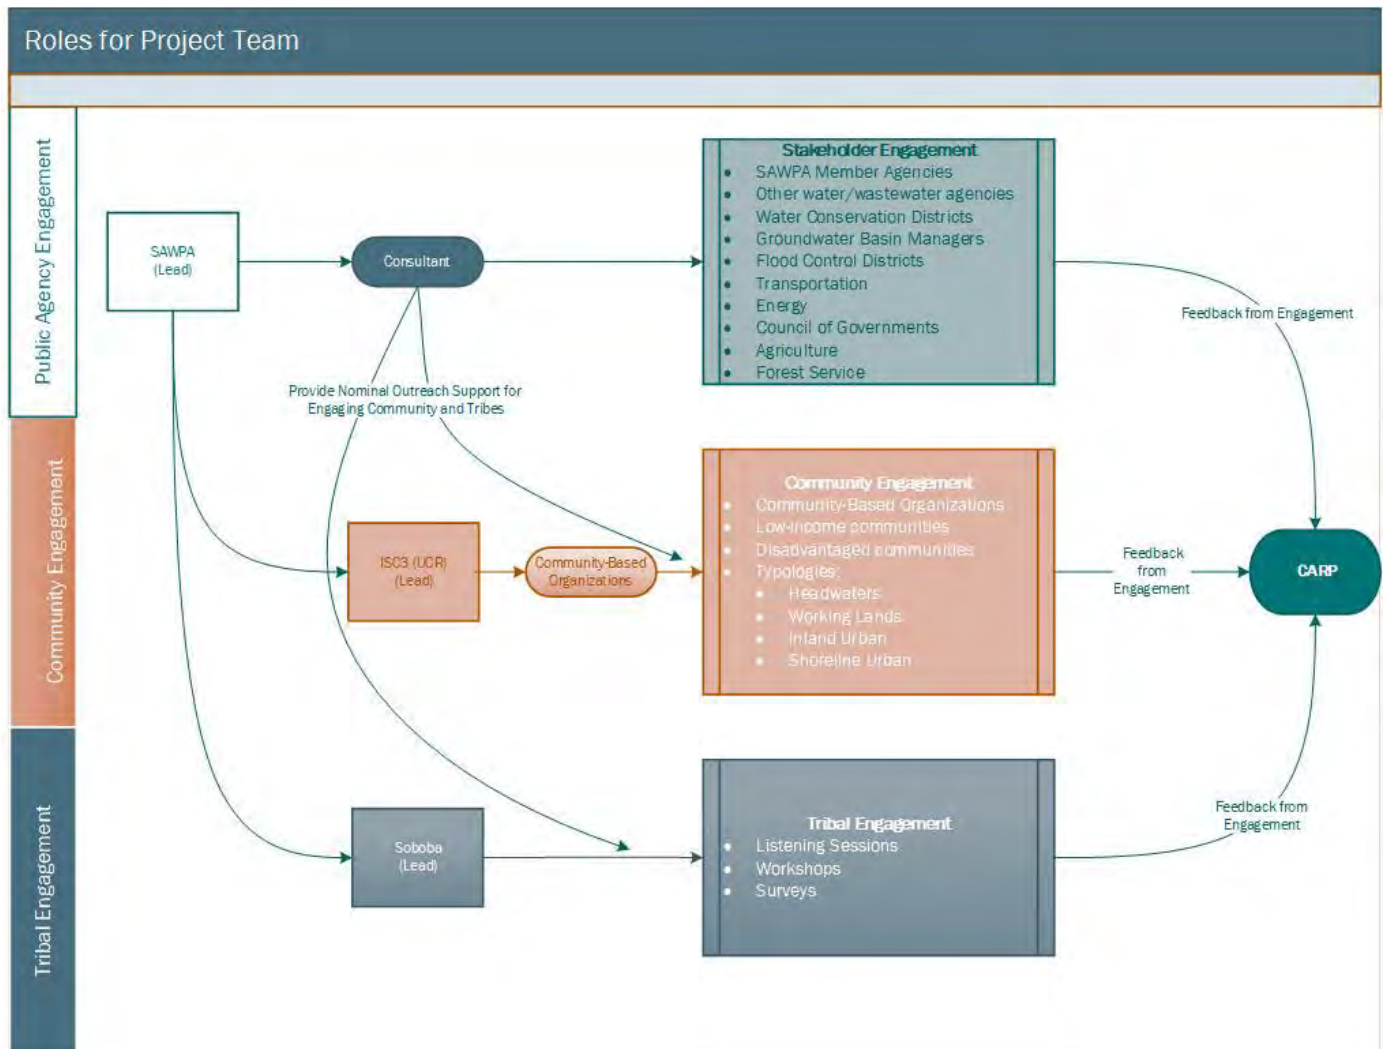 Roles for Project Team
Public Agency Engagement
SAWPA
(Lead)
Consultant
Stakeholder Engagement
• SAWPA Member Agencies
• Other water/wastewater agencies
• Water Conservation Districts
• Groundwater Basin Managers
• Flood Control Districts
• Transportation
• Energy
• Council of Governments
• Agriculture
• Forest Service
Feedback from Engagement
Provide Nominal Outreach Support for
Engaging Community and Tribes
Community Engagement
ISC3 (UCR)
(Lead)
Community-Based
Organizations
Community Engagement
• Community-Based Organizations
• Low-income communities
• Disadvantaged communities
• Typologies:
• Headwaters
• Working Lands
• Inland Urban
• Shoreline Urban
Feedback
from
Engagement
CARP
Tribal Engagement
Soboba
(Lead)
Tribal Engagement
• Listening Sessions
• Workshops
• Surveys
Feedback from
Engagement